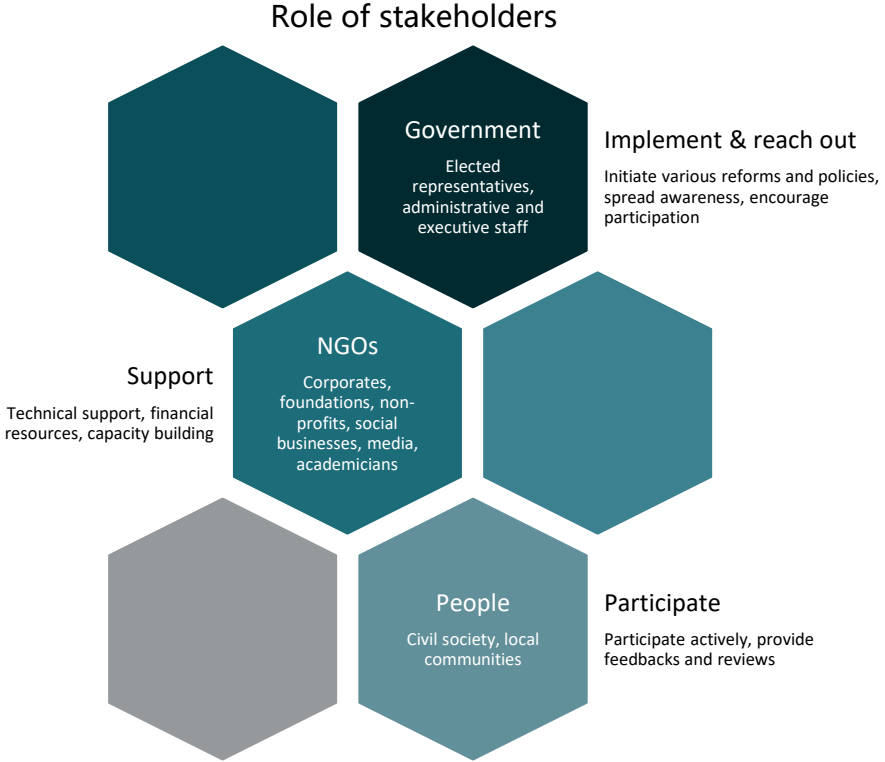 Role of stakeholders
Government
Elected
representatives,
administrative and
executive staff
Implement & reach out
Initiate various reforms and policies,
spread awareness, encourage
participation
Support
Technical support, financial
resources, capacity building
NGOs
Corporates,
foundations, non-
profits, social
businesses, media,
academicians
People
Civil society, local
communities
Participate
Participate actively, provide
feedbacks and reviews